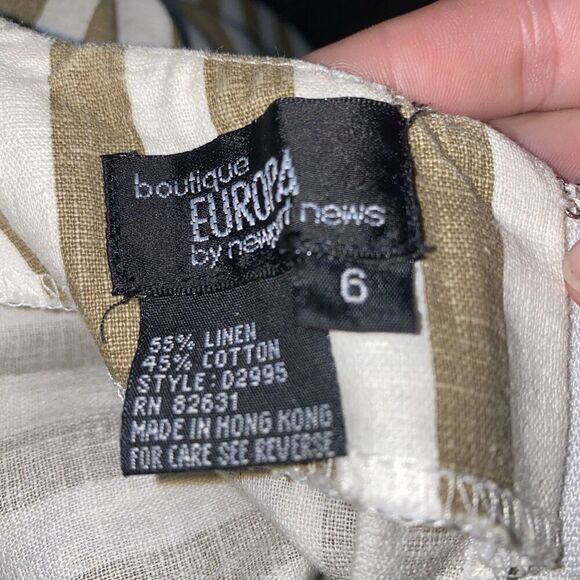 boutique
EUROPA
by newport news
6
55% LINEN
45% COTTON
STYLE: D2995
RN 82631
MADE IN HONG KONG
FOR CARE SEE REVERSE